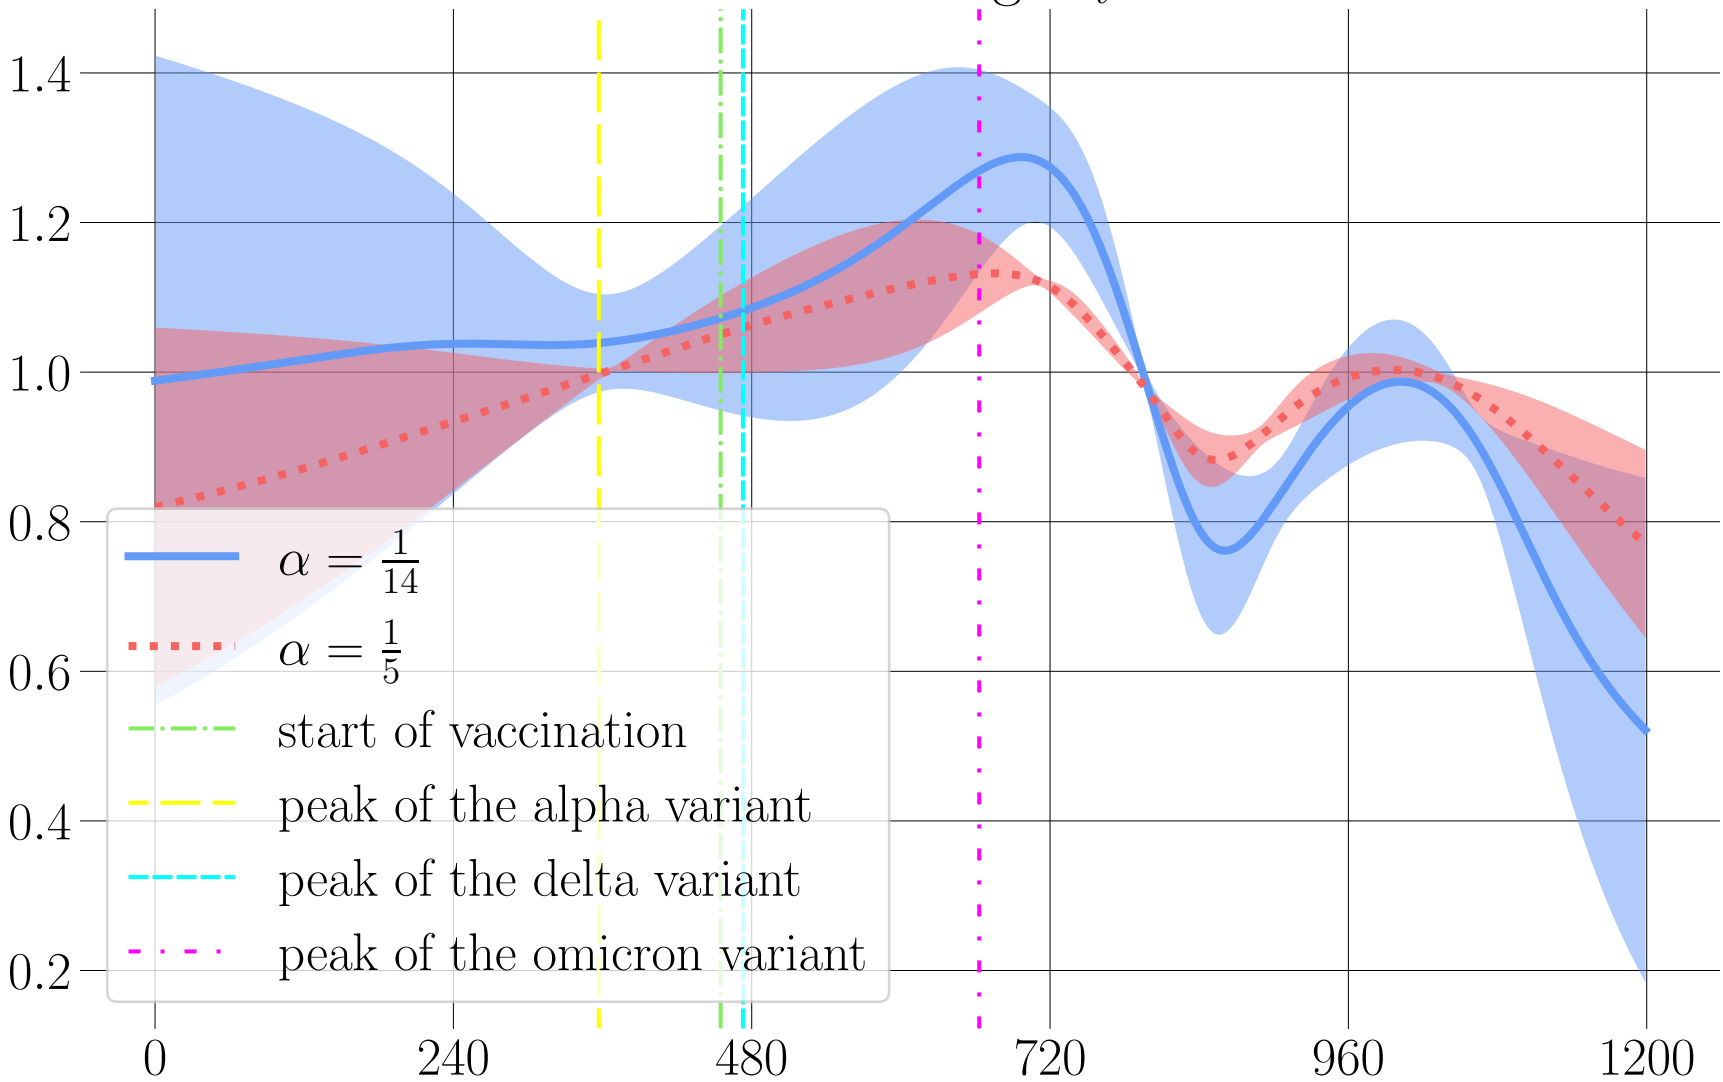 1.4
1.2
1.0
0.8
0.6
0.4
0.2
α = 1/14
α = 1/5
start of vaccination
peak of the alpha variant
peak of the delta variant
peak of the omicron variant
0 240 480 720 960 1200